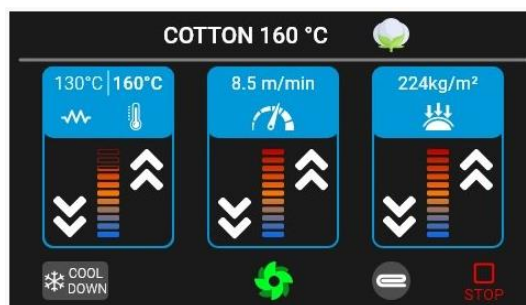 COTTON 160 °C
130°C 160°C
8.5 m/min
224kg/m²
COOL
DOWN
STOP